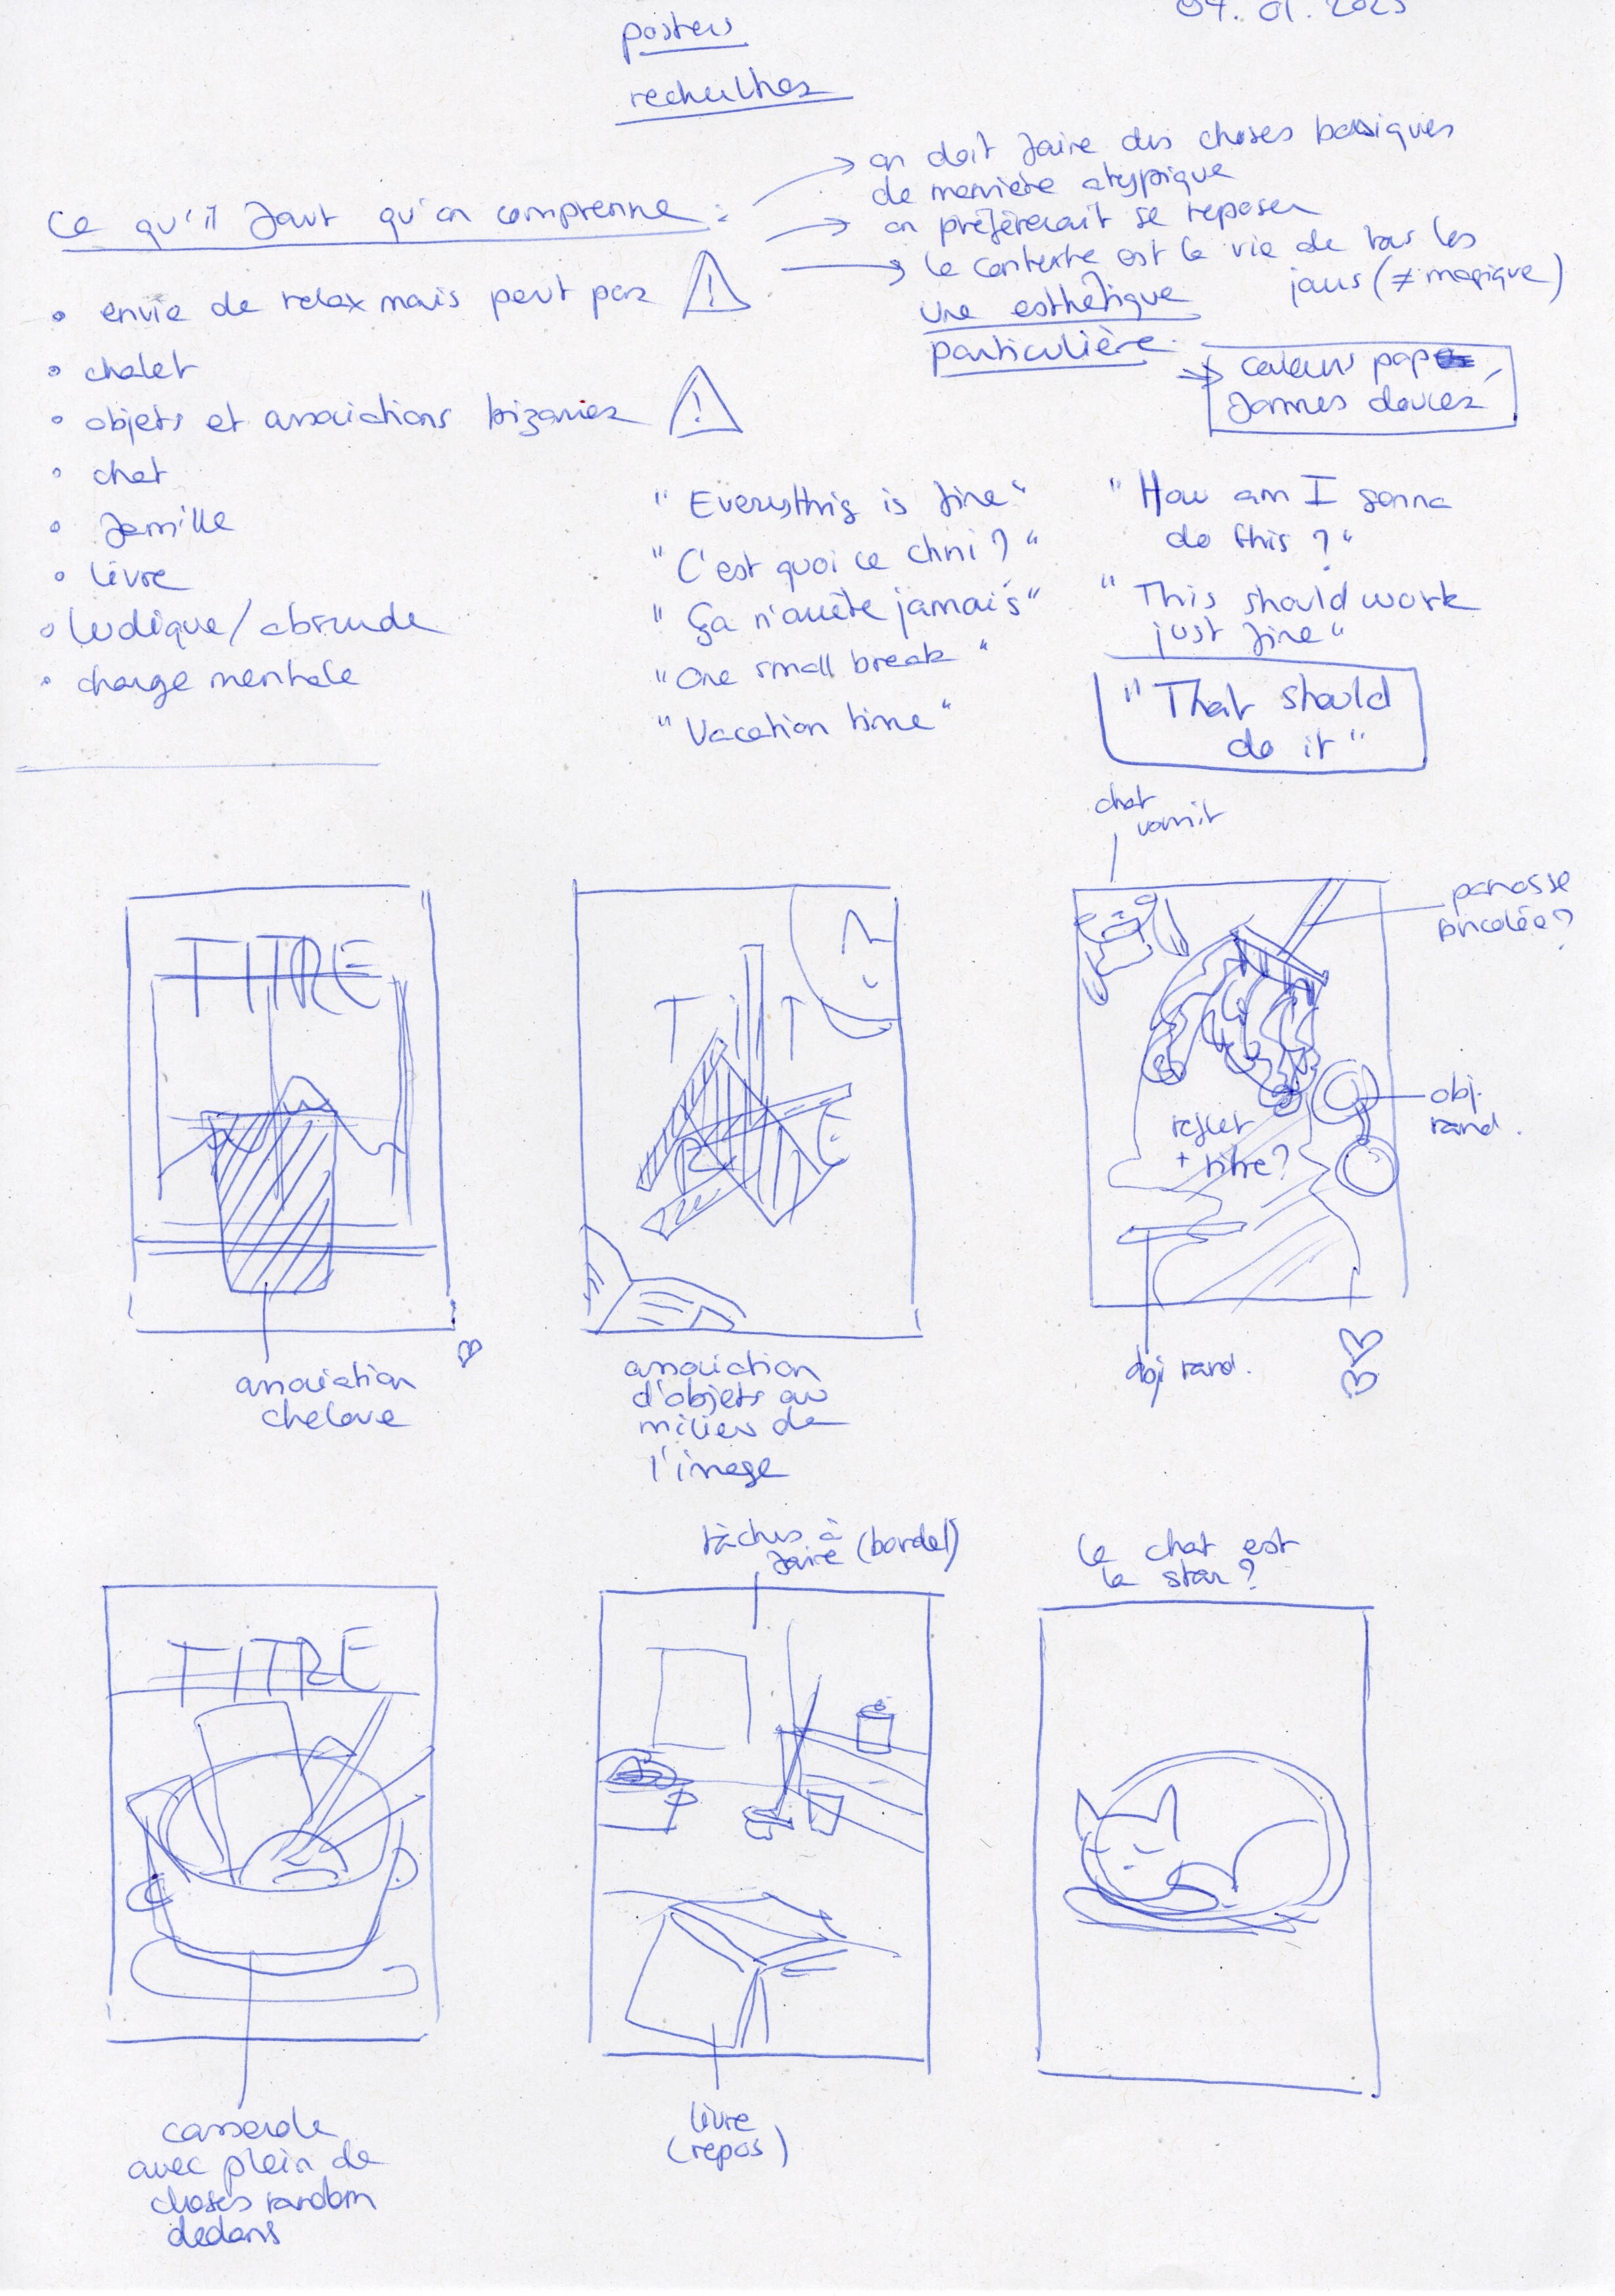 04.01.2025
posters
recherches
Ce qu'il faut qu'on comprenne :
→ on doit faire des choses basiques
de manière atypique
→ on préfèrerait se reposer
→ le contexte est la vie de tous les
jours (≠ magique)
une esthétique
particulière
→ couleurs pop
formes douces
• envie de relax mais peut pas
• chalet
• objets et associations bizarres
• chat
• famille
• livre
• ludique/absurde
• charge mentale
"Everything is fine"
"C'est quoi ce chni ?"
"Ça n'arrête jamais"
"One small break"
"Vacation time"
"How am I gonna
do this ?"
"This should work
just fine"
"That should
do it"
TITRE
association
chelou
TITRE
association
d'objets au
milieu de
l'image
chat
vomit
panosse
bricolée ?
obj.
rand.
reflet
+ titre ?
obj rand.
TITRE
casserole
avec plein de
choses random
dedans
tâches à
faire (bordel)
livre
(repos)
le chat est
la star ?